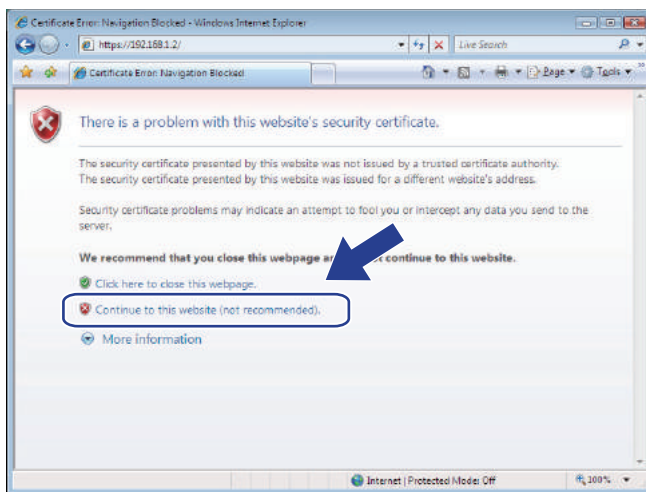 Certificate Error: Navigation Blocked - Windows Internet Explorer
https://192.168.1.2/
Live Search
Certificate Error: Navigation Blocked
Page
Tools
There is a problem with this website's security certificate.
The security certificate presented by this website was not issued by a trusted certificate authority.
The security certificate presented by this website was issued for a different website's address.
Security certificate problems may indicate an attempt to fool you or intercept any data you send to the
server.
We recommend that you close this webpage an continue to this website.
Click here to close this webpage.
Continue to this website (not recommended).
More information
Internet | Protected Mode: Off
100%